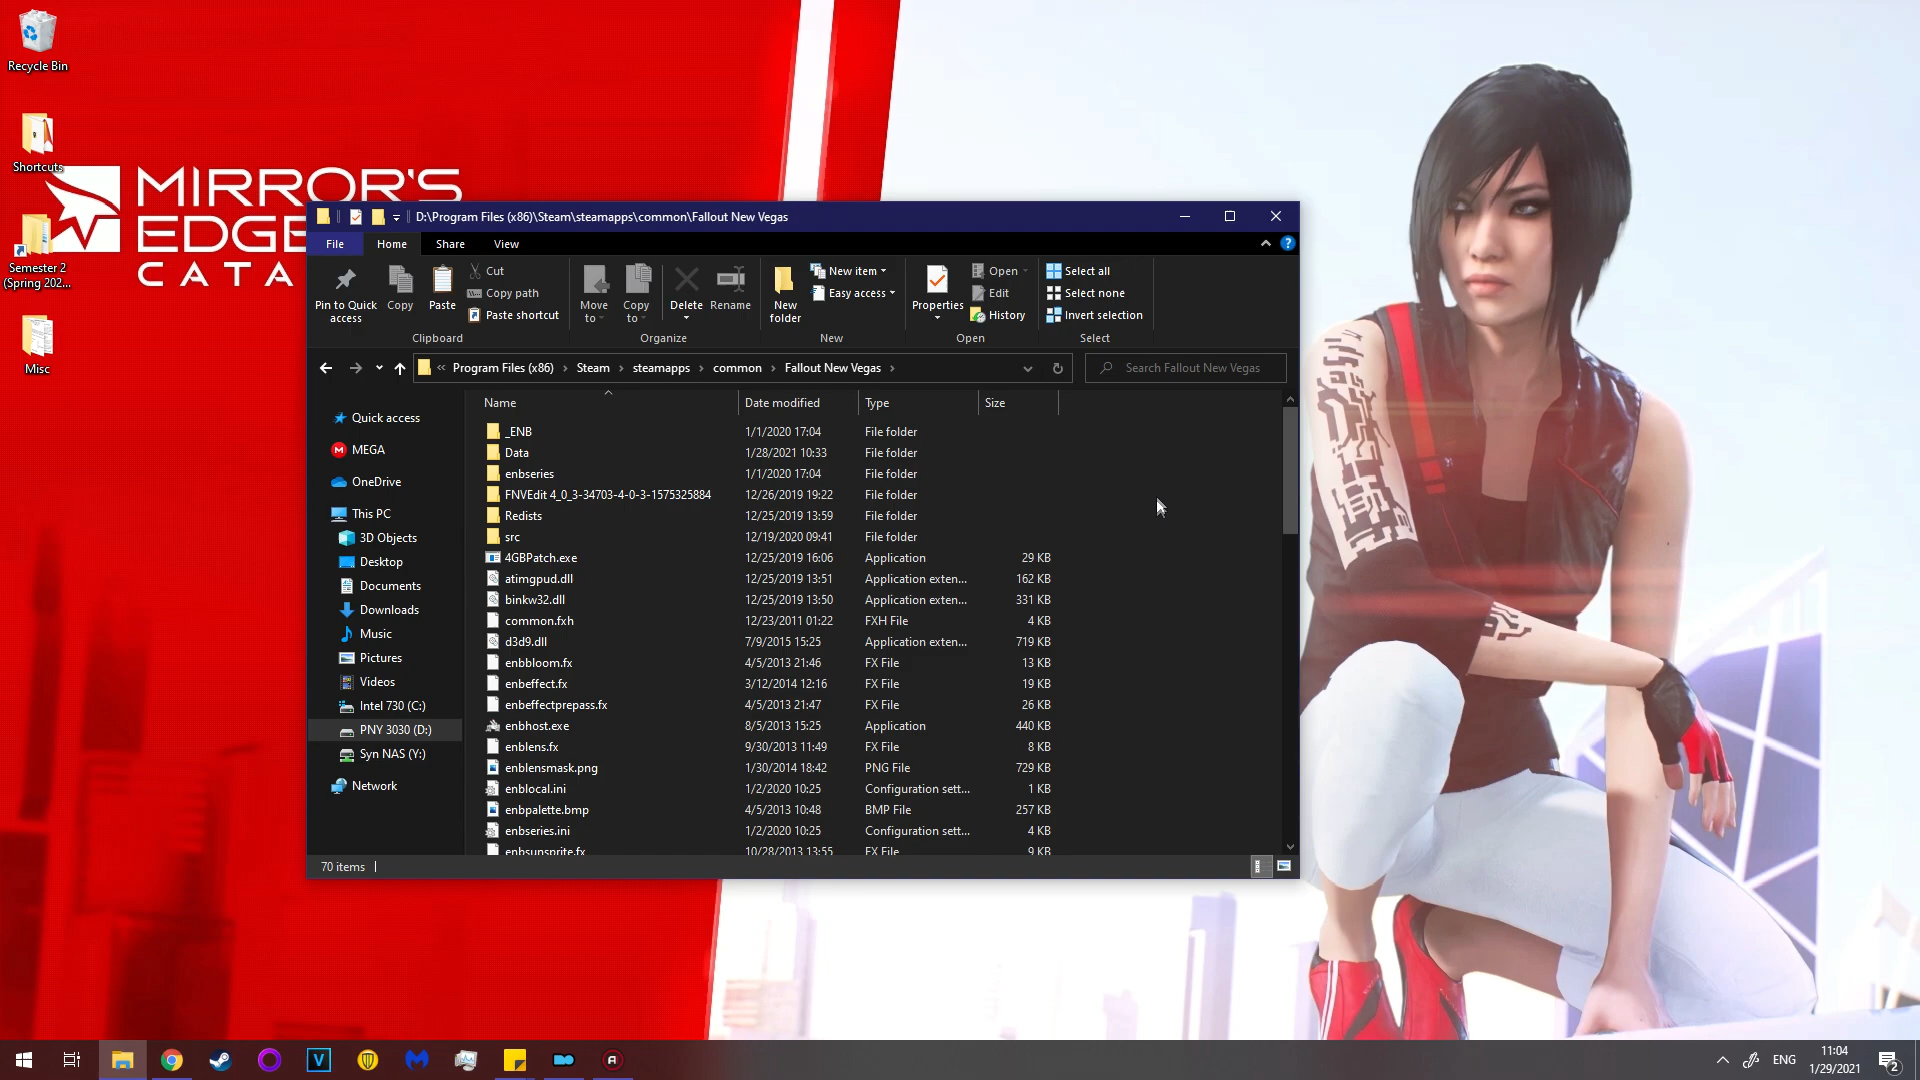 Recycle Bin
Shortcuts
Semester 2
(Spring 202...
Misc
MIRROR'S
EDGE
CATA
D:\Program Files (x86)\Steam\steamapps\common\Fallout New Vegas
File Home Share View
Pin to Quick access
Copy
Paste
Cut
Copy path
Paste shortcut
Clipboard
Move to
Copy to
Delete
Rename
Organize
New folder
New item
Easy access
New
Properties
Open
Edit
History
Open
Select all
Select none
Invert selection
Select
« Program Files (x86) › Steam › steamapps › common › Fallout New Vegas ›
Search Fallout New Vegas
Quick access
MEGA
OneDrive
This PC
3D Objects
Desktop
Documents
Downloads
Music
Pictures
Videos
Intel 730 (C:)
PNY 3030 (D:)
Syn NAS (Y:)
Network
Name Date modified Type Size
_ENB 1/1/2020 17:04 File folder
Data 1/28/2021 10:33 File folder
enbseries 1/1/2020 17:04 File folder
FNVEdit 4_0_3-34703-4-0-3-1575325884 12/26/2019 19:22 File folder
Redists 12/25/2019 13:59 File folder
src 12/19/2020 09:41 File folder
4GBPatch.exe 12/25/2019 16:06 Application 29 KB
atimgpud.dll 12/25/2019 13:51 Application exten... 162 KB
binkw32.dll 12/25/2019 13:50 Application exten... 331 KB
common.fxh 12/23/2011 01:22 FXH File 4 KB
d3d9.dll 7/9/2015 15:25 Application exten... 719 KB
enbbloom.fx 4/5/2013 21:46 FX File 13 KB
enbeffect.fx 3/12/2014 12:16 FX File 19 KB
enbeffectprepass.fx 4/5/2013 21:47 FX File 26 KB
enbhost.exe 8/5/2013 15:25 Application 440 KB
enblens.fx 9/30/2013 11:49 FX File 8 KB
enblensmask.png 1/30/2014 18:42 PNG File 729 KB
enblocal.ini 1/2/2020 10:25 Configuration sett... 1 KB
enbpalette.bmp 4/5/2013 10:48 BMP File 257 KB
enbseries.ini 1/2/2020 10:25 Configuration sett... 4 KB
enbsunsprite.fx 10/28/2013 13:55 FX File 9 KB
70 items
ENG
11:04
1/29/2021
2